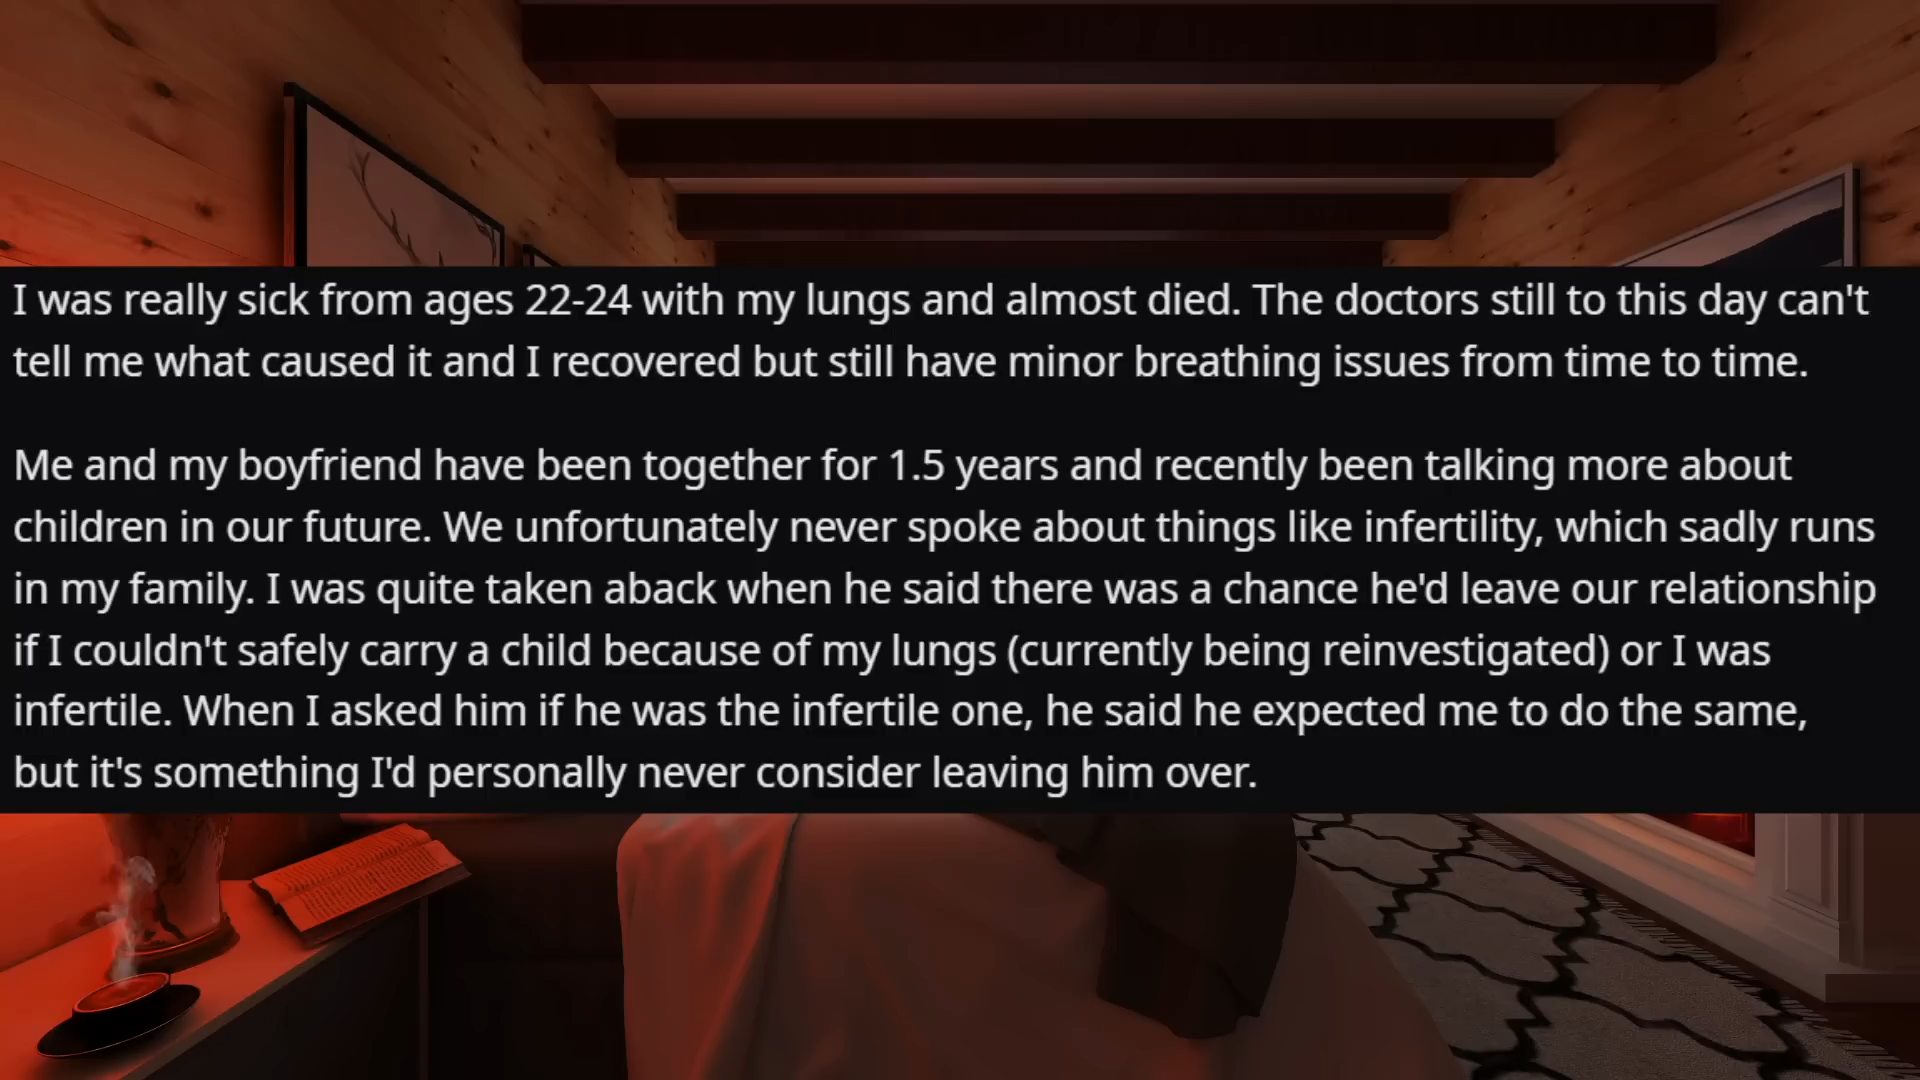 I was really sick from ages 22-24 with my lungs and almost died. The doctors still to this day can't
tell me what caused it and I recovered but still have minor breathing issues from time to time.
Me and my boyfriend have been together for 1.5 years and recently been talking more about
children in our future. We unfortunately never spoke about things like infertility, which sadly runs
in my family. I was quite taken aback when he said there was a chance he'd leave our relationship
if I couldn't safely carry a child because of my lungs (currently being reinvestigated) or I was
infertile. When I asked him if he was the infertile one, he said he expected me to do the same,
but it's something I'd personally never consider leaving him over.